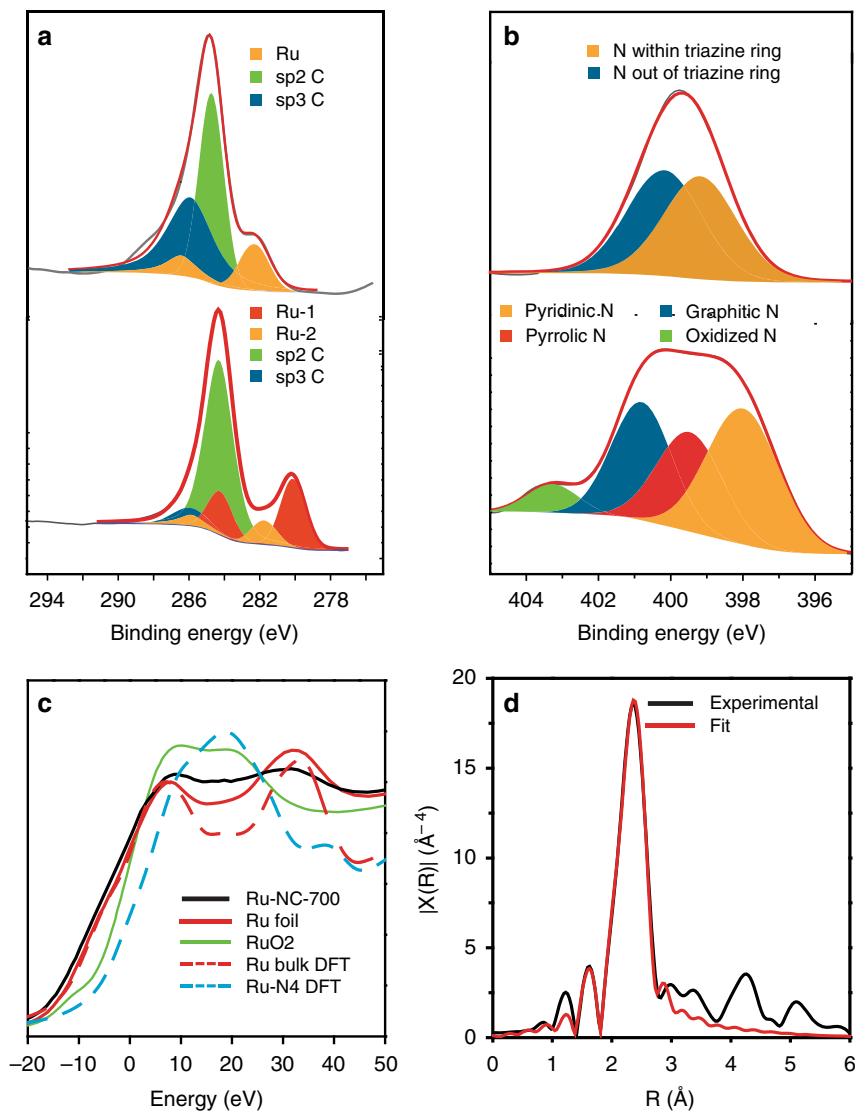 a
Ru
sp2 C
sp3 C
Ru-1
Ru-2
sp2 C
sp3 C
294 290 286 282 278
Binding energy (eV)
b
N within triazine ring
N out of triazine ring
Pyridinic N Graphitic N
Pyrrolic N Oxidized N
404 402 400 398 396
Binding energy (eV)
c
Ru-NC-700
Ru foil
RuO2
Ru bulk DFT
Ru-N4 DFT
−20 −10 0 10 20 30 40 50
Energy (eV)
d
Experimental
Fit
20
15
10
5
0
|X(R)| (Å−4)
0 1 2 3 4 5 6
R (Å)